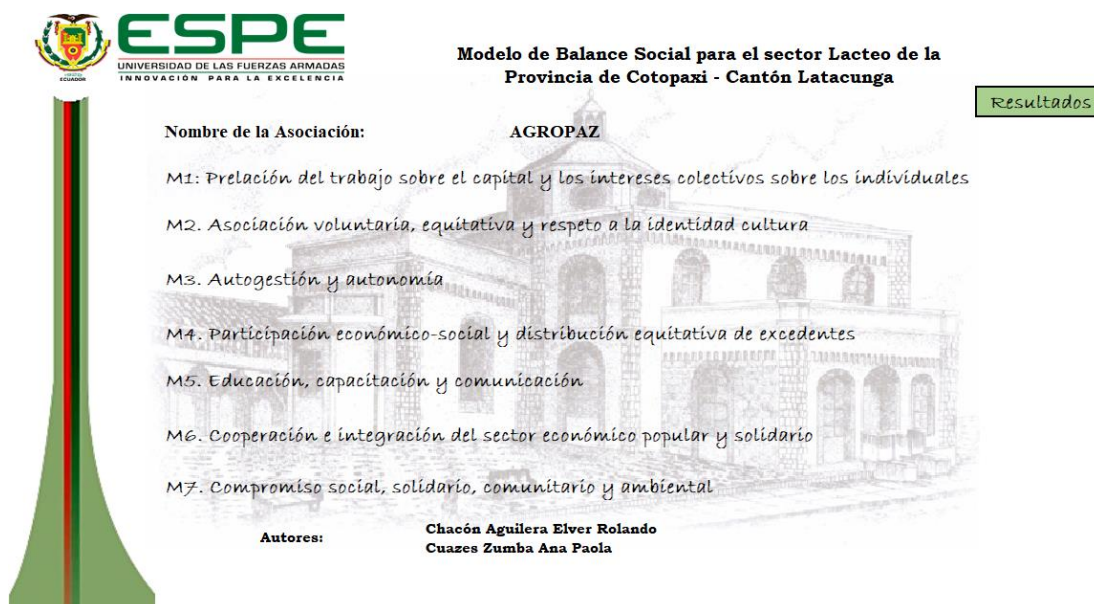 ESPE
UNIVERSIDAD DE LAS FUERZAS ARMADAS
INNOVACIÓN PARA LA EXCELENCIA
ECUADOR
Modelo de Balance Social para el sector Lacteo de la
Provincia de Cotopaxi - Cantón Latacunga
Resultados
Nombre de la Asociación: AGROPAZ
M1: Prelación del trabajo sobre el capital y los intereses colectivos sobre los individuales
M2. Asociación voluntaria, equitativa y respeto a la identidad cultura
M3. Autogestión y autonomía
M4. Participación económico-social y distribución equitativa de excedentes
M5. Educación, capacitación y comunicación
M6. Cooperación e integración del sector económico popular y solidario
M7. Compromiso social, solidario, comunitario y ambiental
Autores: Chacón Aguilera Elver Rolando
Cuazes Zumba Ana Paola